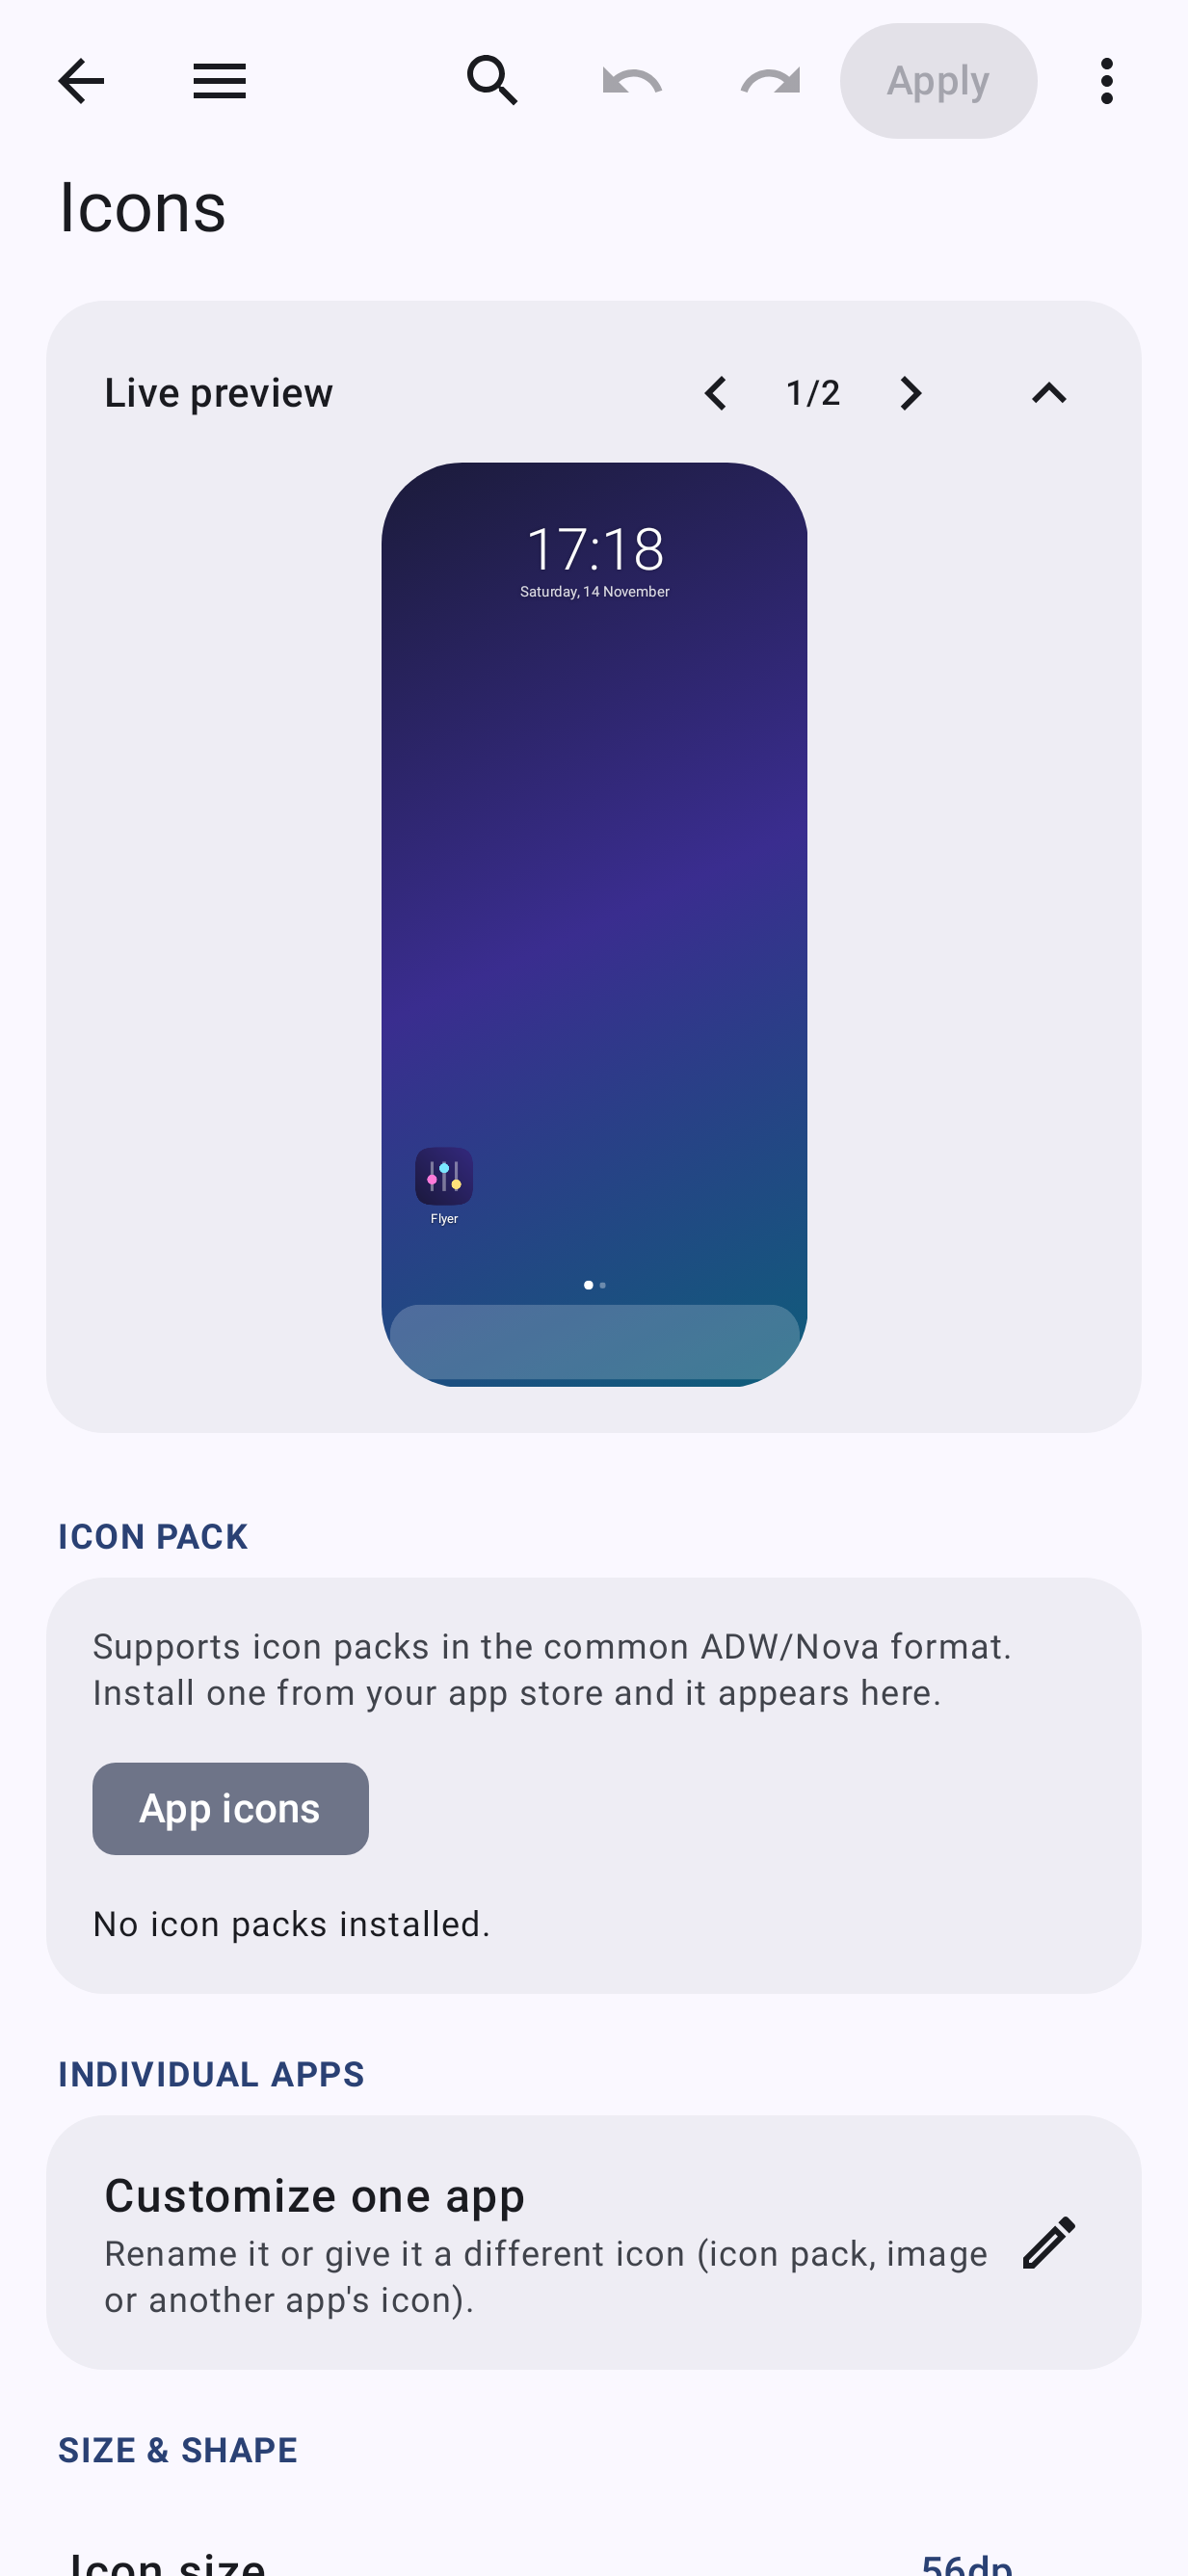 Apply
Icons
Live preview
1/2
17:18
Saturday, 14 November
Flyer
ICON PACK
Supports icon packs in the common ADW/Nova format.
Install one from your app store and it appears here.
App icons
No icon packs installed.
INDIVIDUAL APPS
Customize one app
Rename it or give it a different icon (icon pack, image
or another app's icon).
SIZE & SHAPE
Icon size
56dp